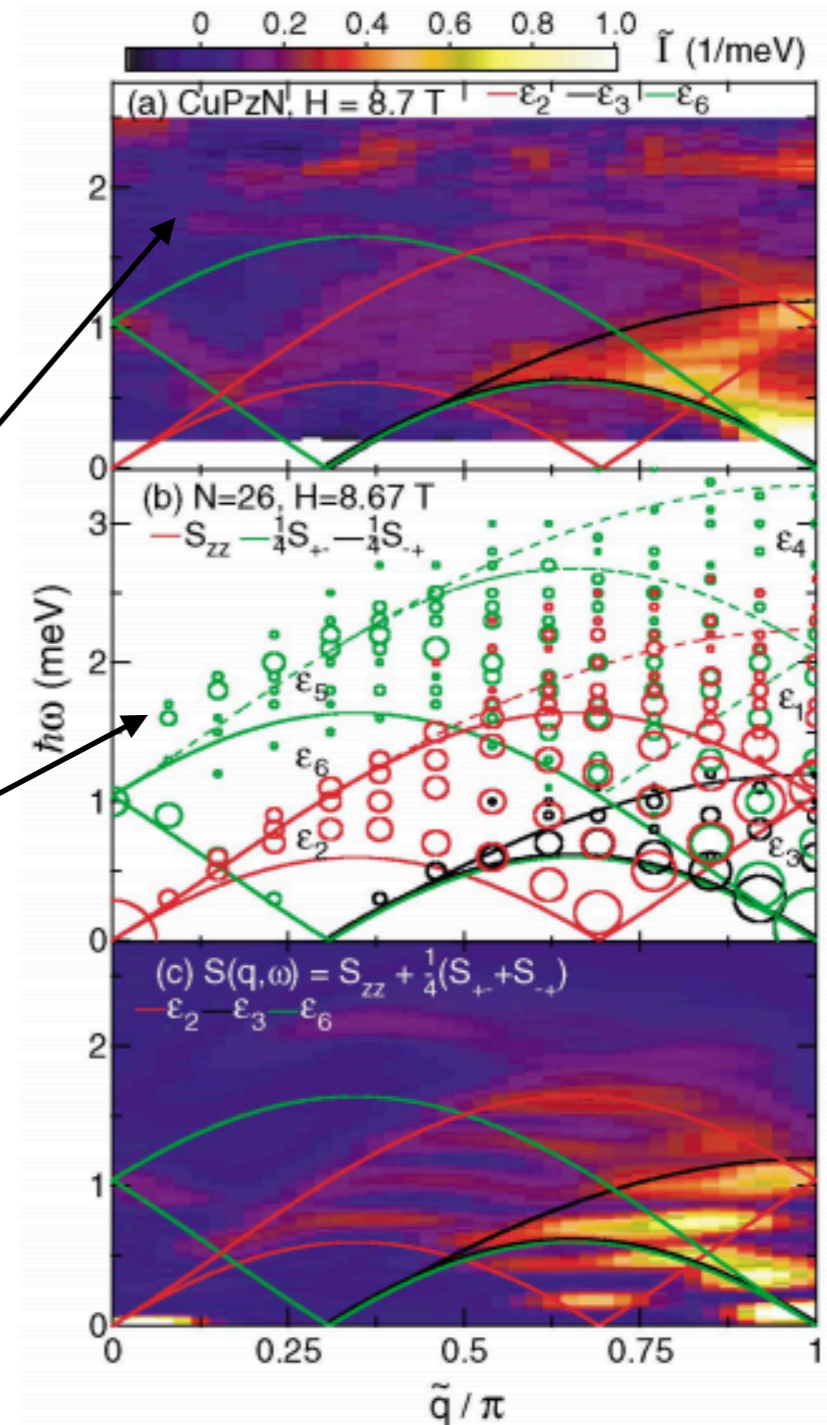 0 0.2 0.4 0.6 0.8 1.0 Ĩ (1/meV)
(a) CuPzN, H = 8.7 T —ε₂ —ε₃ —ε₆
2
1
0
(b) N=26, H=8.67 T
—S_zz —¼S₊₋ —¼S₋₊
3
ε₄
2
ε₅
ε₁
ε₆
1
ε₂
ε₃
0
ħω (meV)
(c) S(q,ω) = S_zz + ¼(S₊₋+S₋₊)
—ε₂ —ε₃ —ε₆
2
1
0
0 0.25 0.5 0.75 1
q̃ / π